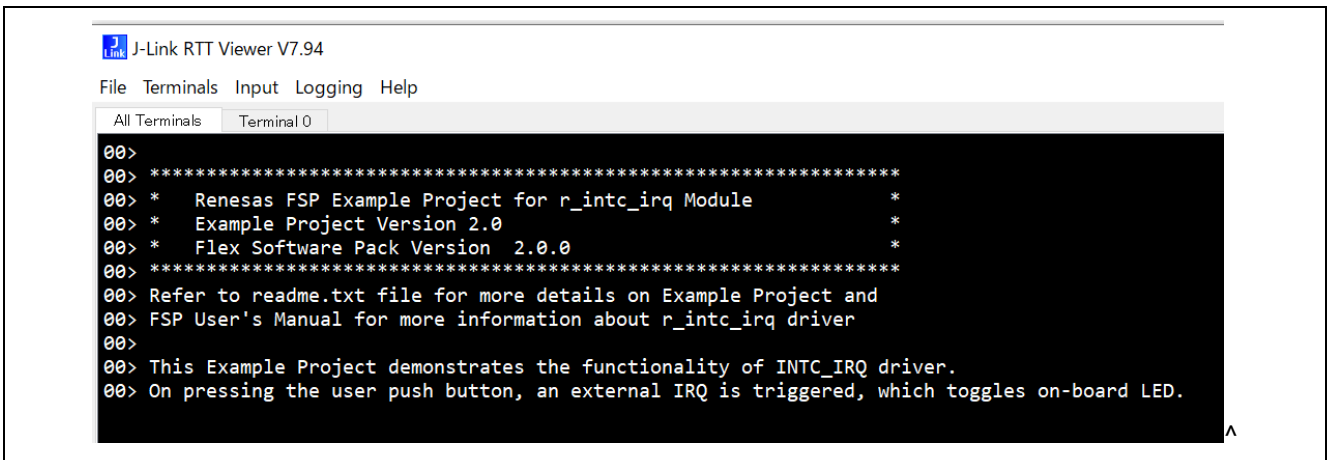 J-Link RTT Viewer V7.94
File Terminals Input Logging Help
All Terminals Terminal 0
00>
00> *****************************************************************
00> *   Renesas FSP Example Project for r_intc_irq Module            *
00> *   Example Project Version 2.0                                  *
00> *   Flex Software Pack Version  2.0.0                            *
00> *****************************************************************
00> Refer to readme.txt file for more details on Example Project and
00> FSP User's Manual for more information about r_intc_irq driver
00>
00> This Example Project demonstrates the functionality of INTC_IRQ driver.
00> On pressing the user push button, an external IRQ is triggered, which toggles on-board LED.
^